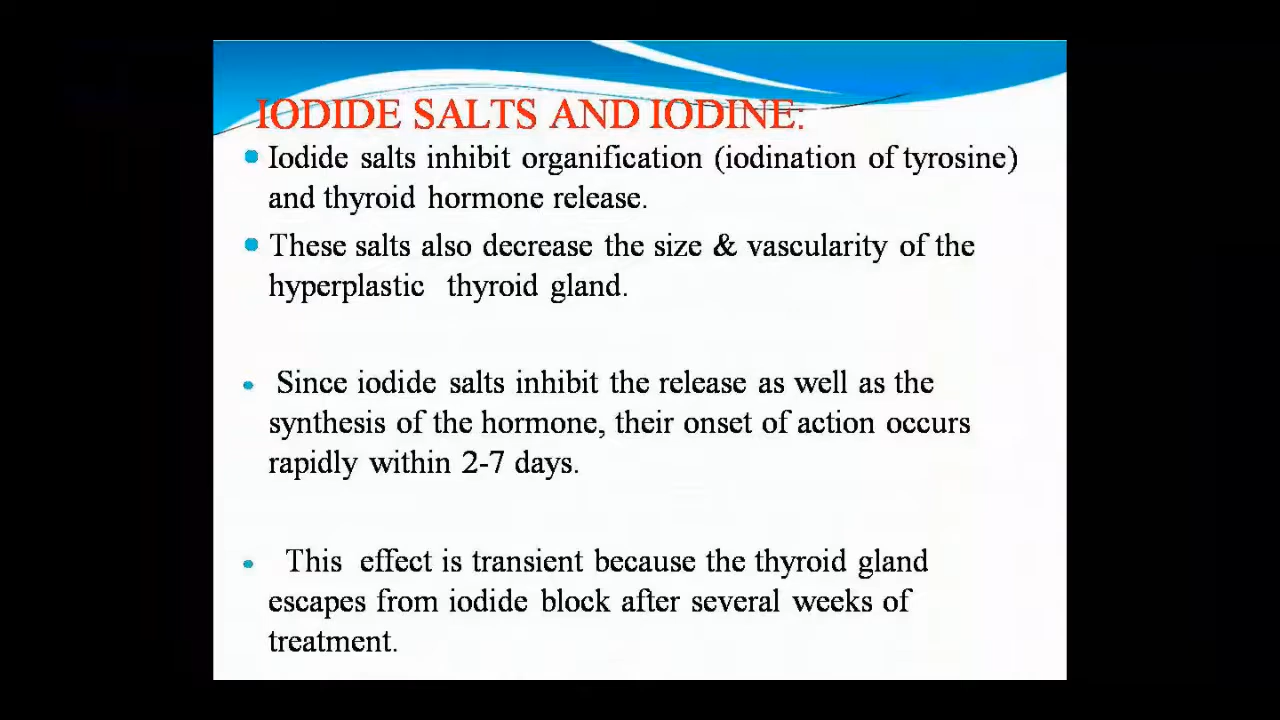 IODIDE SALTS AND IODINE:
Iodide salts inhibit organification (iodination of tyrosine)
and thyroid hormone release.
These salts also decrease the size & vascularity of the
hyperplastic thyroid gland.
Since iodide salts inhibit the release as well as the
synthesis of the hormone, their onset of action occurs
rapidly within 2-7 days.
This effect is transient because the thyroid gland
escapes from iodide block after several weeks of
treatment.